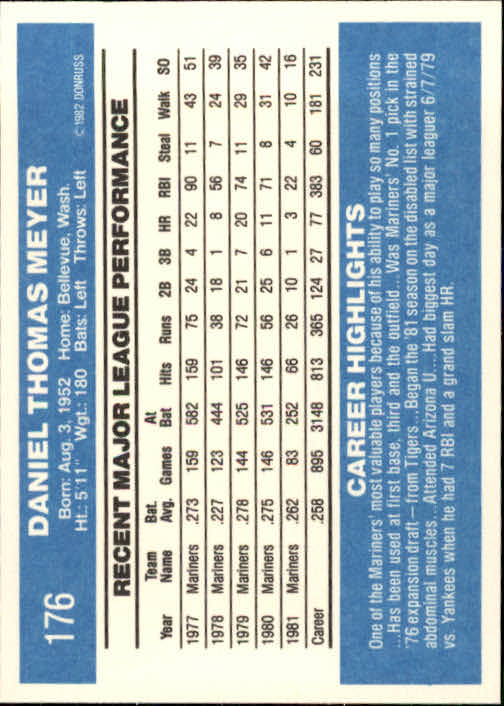 176
DANIEL THOMAS MEYER
Born: Aug. 3, 1952 Home: Bellevue, Wash.
Ht.: 5'11" Wgt.: 180 Bats: Left Throws: Left
©1982 DONRUSS
RECENT MAJOR LEAGUE PERFORMANCE
Year Team Name Bat. Avg. Games At Bat Hits Runs 2B 3B HR RBI Steal Walk SO
1977 Mariners .273 159 582 159 75 24 4 22 90 11 43 51
1978 Mariners .227 123 444 101 38 18 1 8 56 7 24 39
1979 Mariners .278 144 525 146 72 21 7 20 74 11 29 35
1980 Mariners .275 146 531 146 56 25 6 11 71 8 31 42
1981 Mariners .262 83 252 66 26 10 1 3 22 4 10 16
Career .258 895 3148 813 365 124 27 77 383 60 181 231
CAREER HIGHLIGHTS
One of the Mariners' most valuable players because of his ability to play so many positions
...Has been used at first base, third and the outfield...Was Mariners' No. 1 pick in the
'76 expansion draft—from Tigers...Began the '81 season on the disabled list with strained
abdominal muscles...Attended Arizona U....Had biggest day as a major leaguer 6/7/79
vs. Yankees when he had 7 RBI and a grand slam HR.